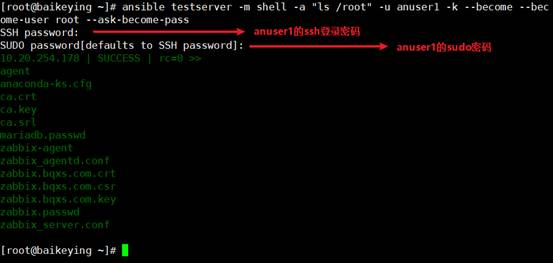 [root@baikeying ~]# ansible testserver -m shell -a "ls /root" -u anuser1 -k --become --bec
ome-user root --ask-become-pass
SSH password: anuser1的ssh登录密码
SUDO password[defaults to SSH password]: anuser1的sudo密码
10.20.254.178 | SUCCESS | rc=0 >>
agent
anaconda-ks.cfg
ca.crt
ca.key
ca.srl
mariadb.passwd
zabbix-agent
zabbix_agentd.conf
zabbix.bqxs.com.crt
zabbix.bqxs.com.csr
zabbix.bqxs.com.key
zabbix.passwd
zabbix_server.conf
[root@baikeying ~]#